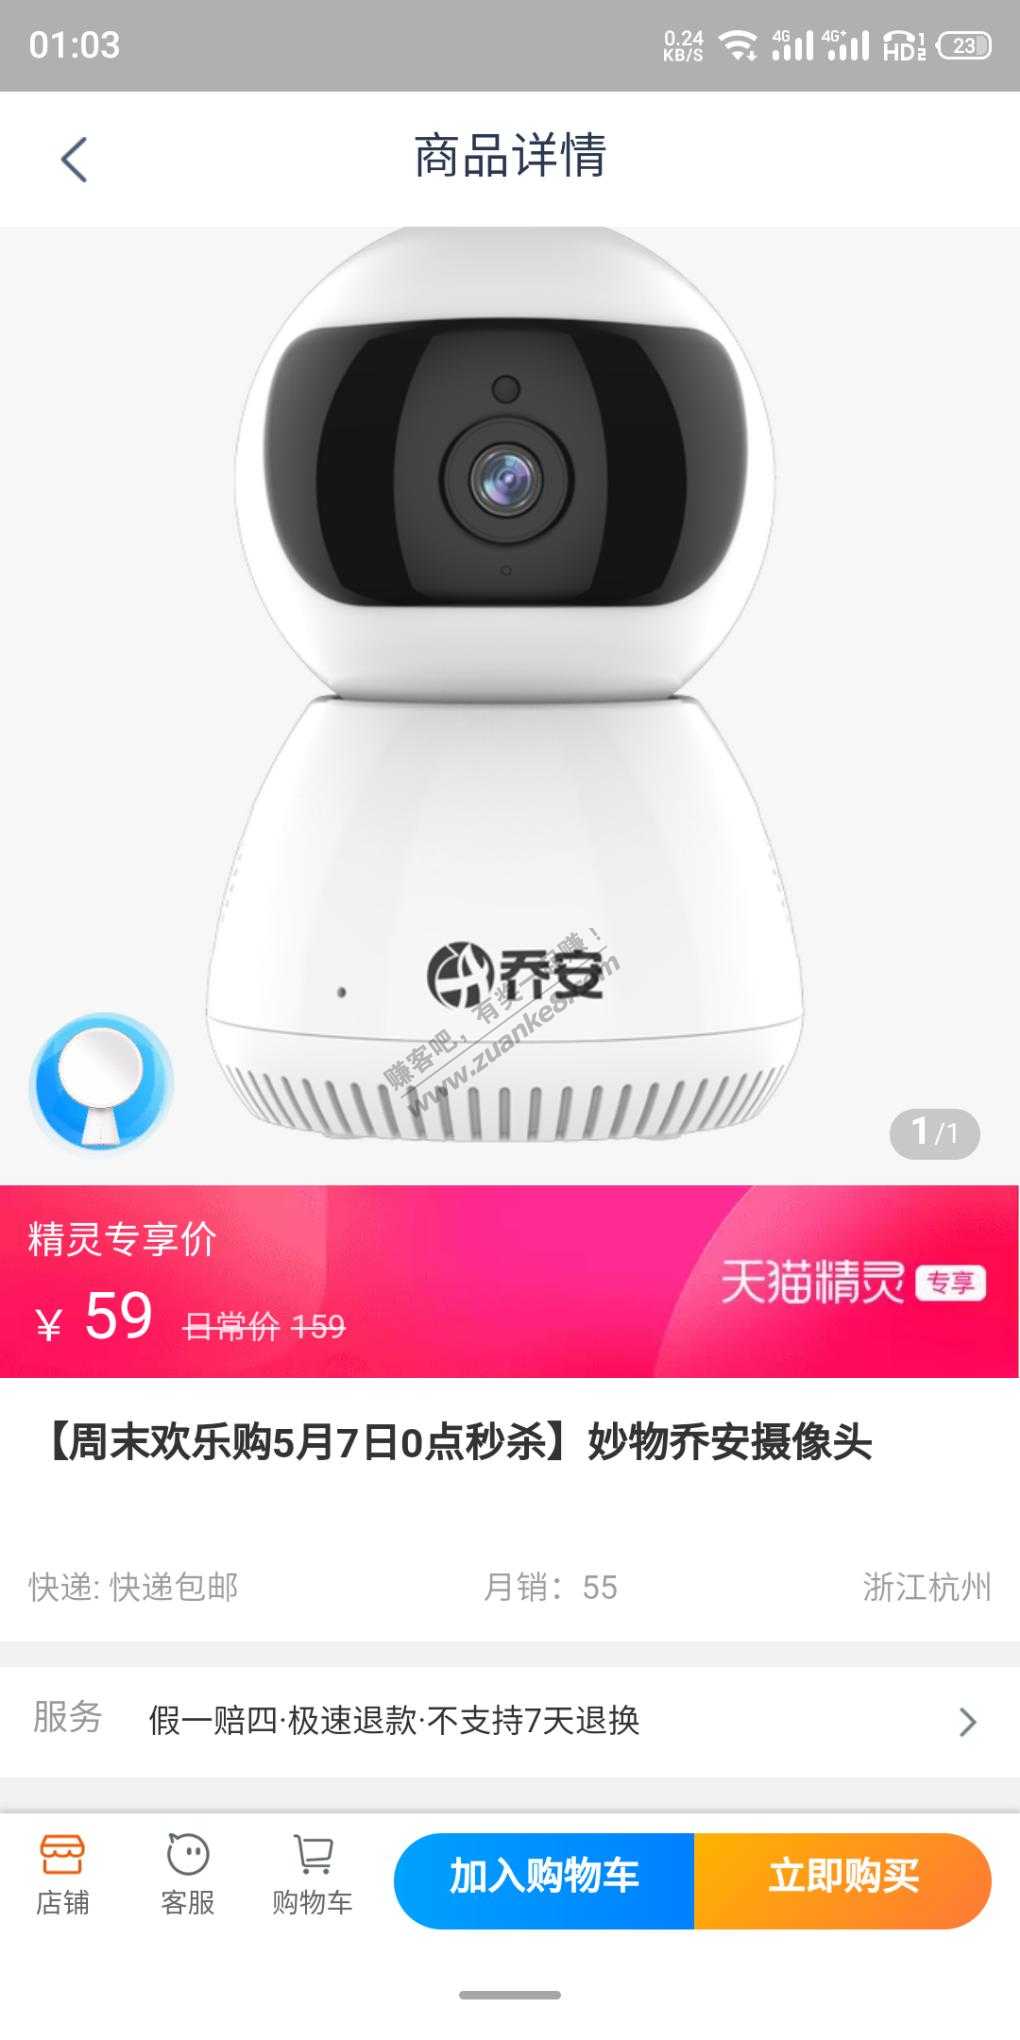 01:03
0.24 KB/S 4G 4G+ HD 1 2 23
商品详情
乔安
赚客吧，有奖一起赚！
www.zuanke8.com
1/1
精灵专享价
¥ 59 日常价 159
天猫精灵 专享
【周末欢乐购5月7日0点秒杀】妙物乔安摄像头
快递: 快递包邮 月销：55 浙江杭州
服务 假一赔四·极速退款·不支持7天退换
店铺 客服 购物车 加入购物车 立即购买